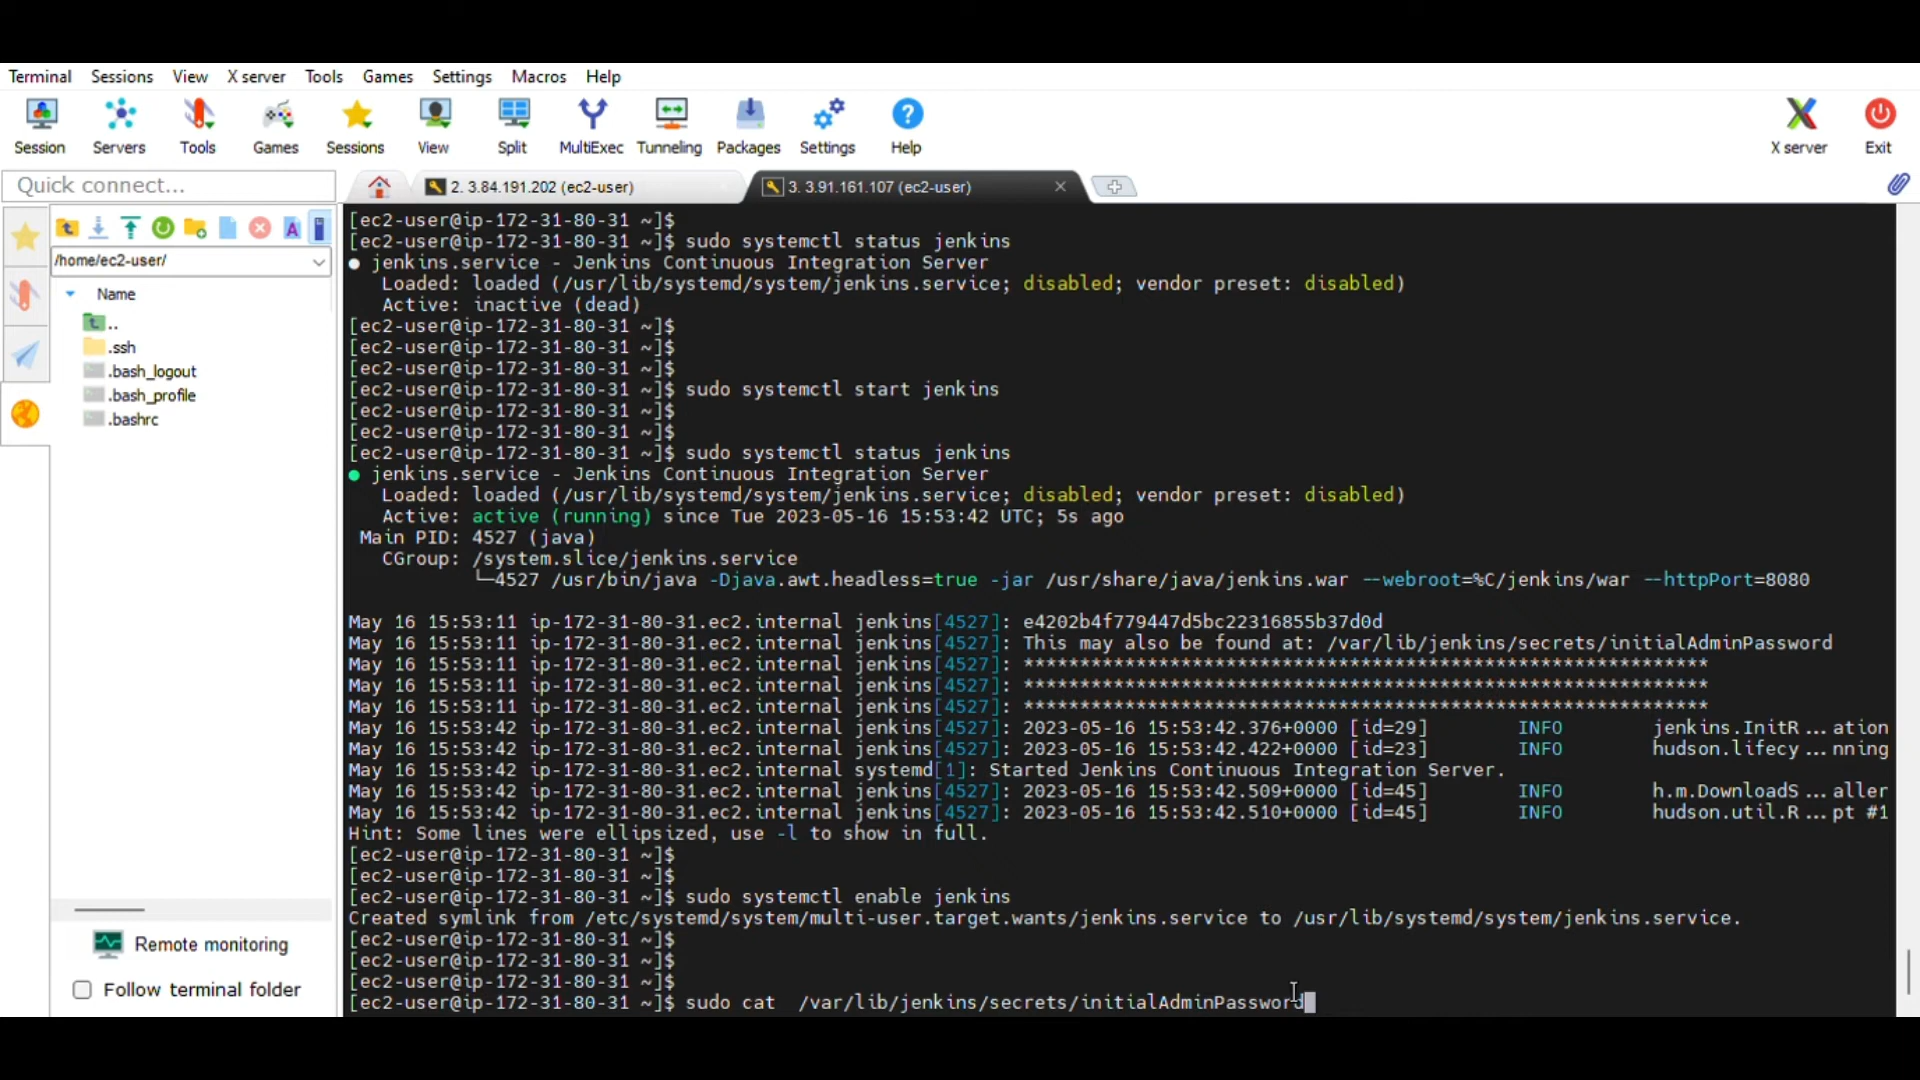 Terminal Sessions View X server Tools Games Settings Macros Help
Session Servers Tools Games Sessions View Split MultiExec Tunneling Packages Settings Help X server Exit
Quick connect...
2. 3.84.191.202 (ec2-user)
3. 3.91.161.107 (ec2-user)
/home/ec2-user/
Name
..
.ssh
.bash_logout
.bash_profile
.bashrc
Remote monitoring
Follow terminal folder
[ec2-user@ip-172-31-80-31 ~]$
[ec2-user@ip-172-31-80-31 ~]$ sudo systemctl status jenkins
● jenkins.service - Jenkins Continuous Integration Server
Loaded: loaded (/usr/lib/systemd/system/jenkins.service; disabled; vendor preset: disabled)
Active: inactive (dead)
[ec2-user@ip-172-31-80-31 ~]$
[ec2-user@ip-172-31-80-31 ~]$
[ec2-user@ip-172-31-80-31 ~]$
[ec2-user@ip-172-31-80-31 ~]$ sudo systemctl start jenkins
[ec2-user@ip-172-31-80-31 ~]$
[ec2-user@ip-172-31-80-31 ~]$
[ec2-user@ip-172-31-80-31 ~]$ sudo systemctl status jenkins
● jenkins.service - Jenkins Continuous Integration Server
Loaded: loaded (/usr/lib/systemd/system/jenkins.service; disabled; vendor preset: disabled)
Active: active (running) since Tue 2023-05-16 15:53:42 UTC; 5s ago
Main PID: 4527 (java)
CGroup: /system.slice/jenkins.service
└─4527 /usr/bin/java -Djava.awt.headless=true -jar /usr/share/java/jenkins.war --webroot=%C/jenkins/war --httpPort=8080
May 16 15:53:11 ip-172-31-80-31.ec2.internal jenkins[4527]: e4202b4f779447d5bc22316855b37d0d
May 16 15:53:11 ip-172-31-80-31.ec2.internal jenkins[4527]: This may also be found at: /var/lib/jenkins/secrets/initialAdminPassword
May 16 15:53:11 ip-172-31-80-31.ec2.internal jenkins[4527]: *************************************************************
May 16 15:53:11 ip-172-31-80-31.ec2.internal jenkins[4527]: *************************************************************
May 16 15:53:11 ip-172-31-80-31.ec2.internal jenkins[4527]: *************************************************************
May 16 15:53:42 ip-172-31-80-31.ec2.internal jenkins[4527]: 2023-05-16 15:53:42.376+0000 [id=29] INFO jenkins.InitR...ation
May 16 15:53:42 ip-172-31-80-31.ec2.internal jenkins[4527]: 2023-05-16 15:53:42.422+0000 [id=23] INFO hudson.lifecy...nning
May 16 15:53:42 ip-172-31-80-31.ec2.internal systemd[1]: Started Jenkins Continuous Integration Server.
May 16 15:53:42 ip-172-31-80-31.ec2.internal jenkins[4527]: 2023-05-16 15:53:42.509+0000 [id=45] INFO h.m.DownloadS...aller
May 16 15:53:42 ip-172-31-80-31.ec2.internal jenkins[4527]: 2023-05-16 15:53:42.510+0000 [id=45] INFO hudson.util.R...pt #1
Hint: Some lines were ellipsized, use -l to show in full.
[ec2-user@ip-172-31-80-31 ~]$
[ec2-user@ip-172-31-80-31 ~]$
[ec2-user@ip-172-31-80-31 ~]$ sudo systemctl enable jenkins
Created symlink from /etc/systemd/system/multi-user.target.wants/jenkins.service to /usr/lib/systemd/system/jenkins.service.
[ec2-user@ip-172-31-80-31 ~]$
[ec2-user@ip-172-31-80-31 ~]$
[ec2-user@ip-172-31-80-31 ~]$
[ec2-user@ip-172-31-80-31 ~]$ sudo cat  /var/lib/jenkins/secrets/initialAdminPassword